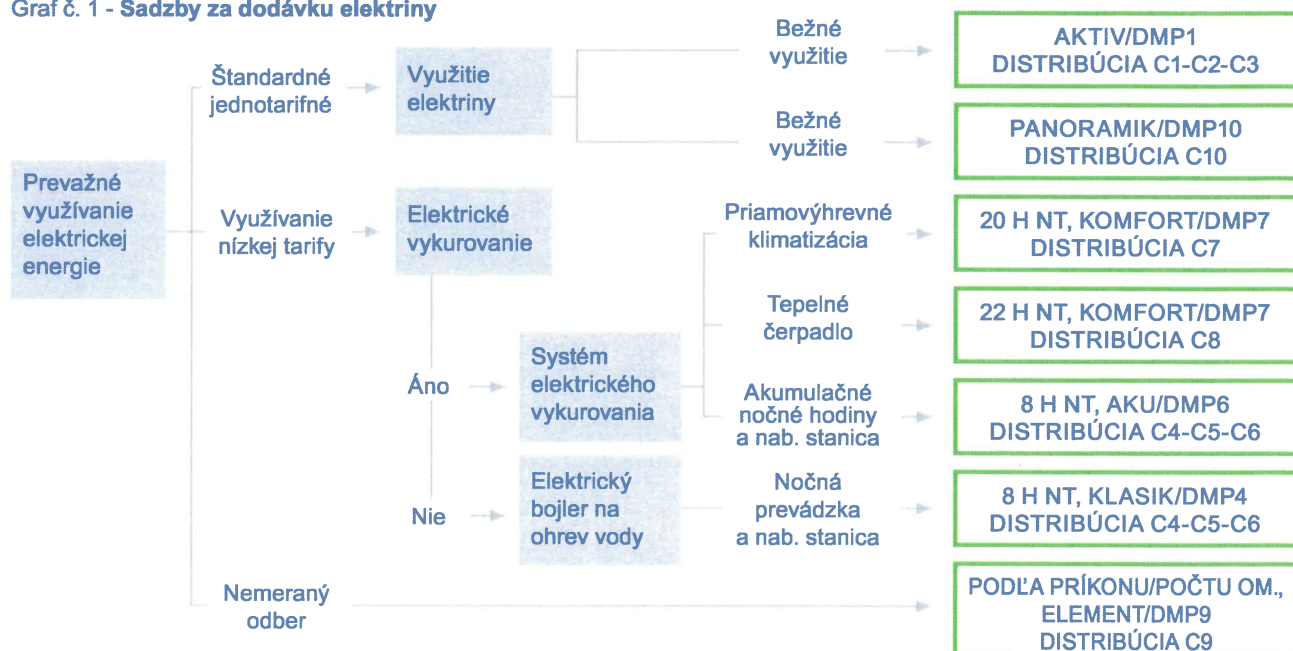 Graf č. 1 - Sadzby za dodávku elektriny
Prevažné
využívanie
elektrickej
energie
Štandardné
jednotarifné
Využitie
elektriny
Bežné
využitie
AKTIV/DMP1
DISTRIBÚCIA C1-C2-C3
Bežné
využitie
PANORAMIK/DMP10
DISTRIBÚCIA C10
Využívanie
nízkej tarify
Elektrické
vykurovanie
Áno
Systém
elektrického
vykurovania
Priamovýhrevné
klimatizácia
20 H NT, KOMFORT/DMP7
DISTRIBÚCIA C7
Tepelné
čerpadlo
22 H NT, KOMFORT/DMP7
DISTRIBÚCIA C8
Akumulačné
nočné hodiny
a nab. stanica
8 H NT, AKU/DMP6
DISTRIBÚCIA C4-C5-C6
Nie
Elektrický
bojler na
ohrev vody
Nočná
prevádzka
a nab. stanica
8 H NT, KLASIK/DMP4
DISTRIBÚCIA C4-C5-C6
Nemeraný
odber
PODĽA PRÍKONU/POČTU OM.,
ELEMENT/DMP9
DISTRIBÚCIA C9